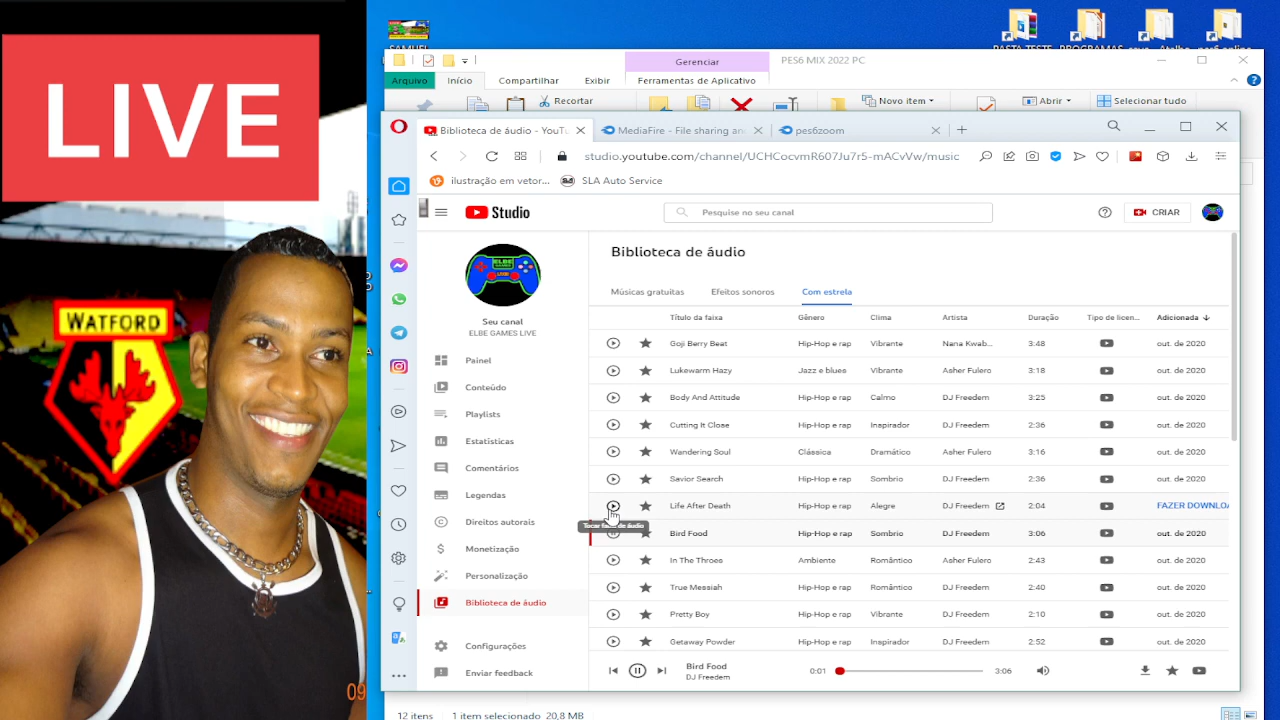 LIVE
WATFORD
09
Gerenciar
PES6 MIX 2022 PC
Arquivo
Início
Compartilhar
Exibir
Ferramentas de Aplicativo
Recortar
Novo item
Abrir
Selecionar tudo
Biblioteca de áudio - YouTu
MediaFire - File sharing an
pes6zoom
studio.youtube.com/channel/UCHCocvmR607Ju7r5-mACvVw/music
ilustração em vetor...
SLA Auto Service
Studio
Pesquise no seu canal
CRIAR
Seu canal
ELBE GAMES LIVE
Painel
Conteúdo
Playlists
Estatísticas
Comentários
Legendas
Direitos autorais
Monetização
Personalização
Biblioteca de áudio
Configurações
Enviar feedback
Biblioteca de áudio
Músicas gratuitas
Efeitos sonoros
Com estrela
Título da faixa Gênero Clima Artista Duração Tipo de licen... Adicionada
Goji Berry Beat Hip-Hop e rap Vibrante Nana Kwab... 3:48 out. de 2020
Lukewarm Hazy Jazz e blues Vibrante Asher Fulero 3:18 out. de 2020
Body And Attitude Hip-Hop e rap Calmo DJ Freedem 3:25 out. de 2020
Cutting It Close Hip-Hop e rap Inspirador DJ Freedem 2:36 out. de 2020
Wandering Soul Clássica Dramático Asher Fulero 3:16 out. de 2020
Savior Search Hip-Hop e rap Sombrio DJ Freedem 2:36 out. de 2020
Life After Death Hip-Hop e rap Alegre DJ Freedem 2:04 FAZER DOWNLOA
Tocar faixa de áudio
Bird Food Hip-Hop e rap Sombrio DJ Freedem 3:06 out. de 2020
In The Throes Ambiente Romântico Asher Fulero 2:43 out. de 2020
True Messiah Hip-Hop e rap Romântico DJ Freedem 2:40 out. de 2020
Pretty Boy Hip-Hop e rap Vibrante DJ Freedem 2:10 out. de 2020
Getaway Powder Hip-Hop e rap Inspirador DJ Freedem 2:52 out. de 2020
Bird Food
DJ Freedem
0:01
3:06
12 itens
1 item selecionado 20,8 MB